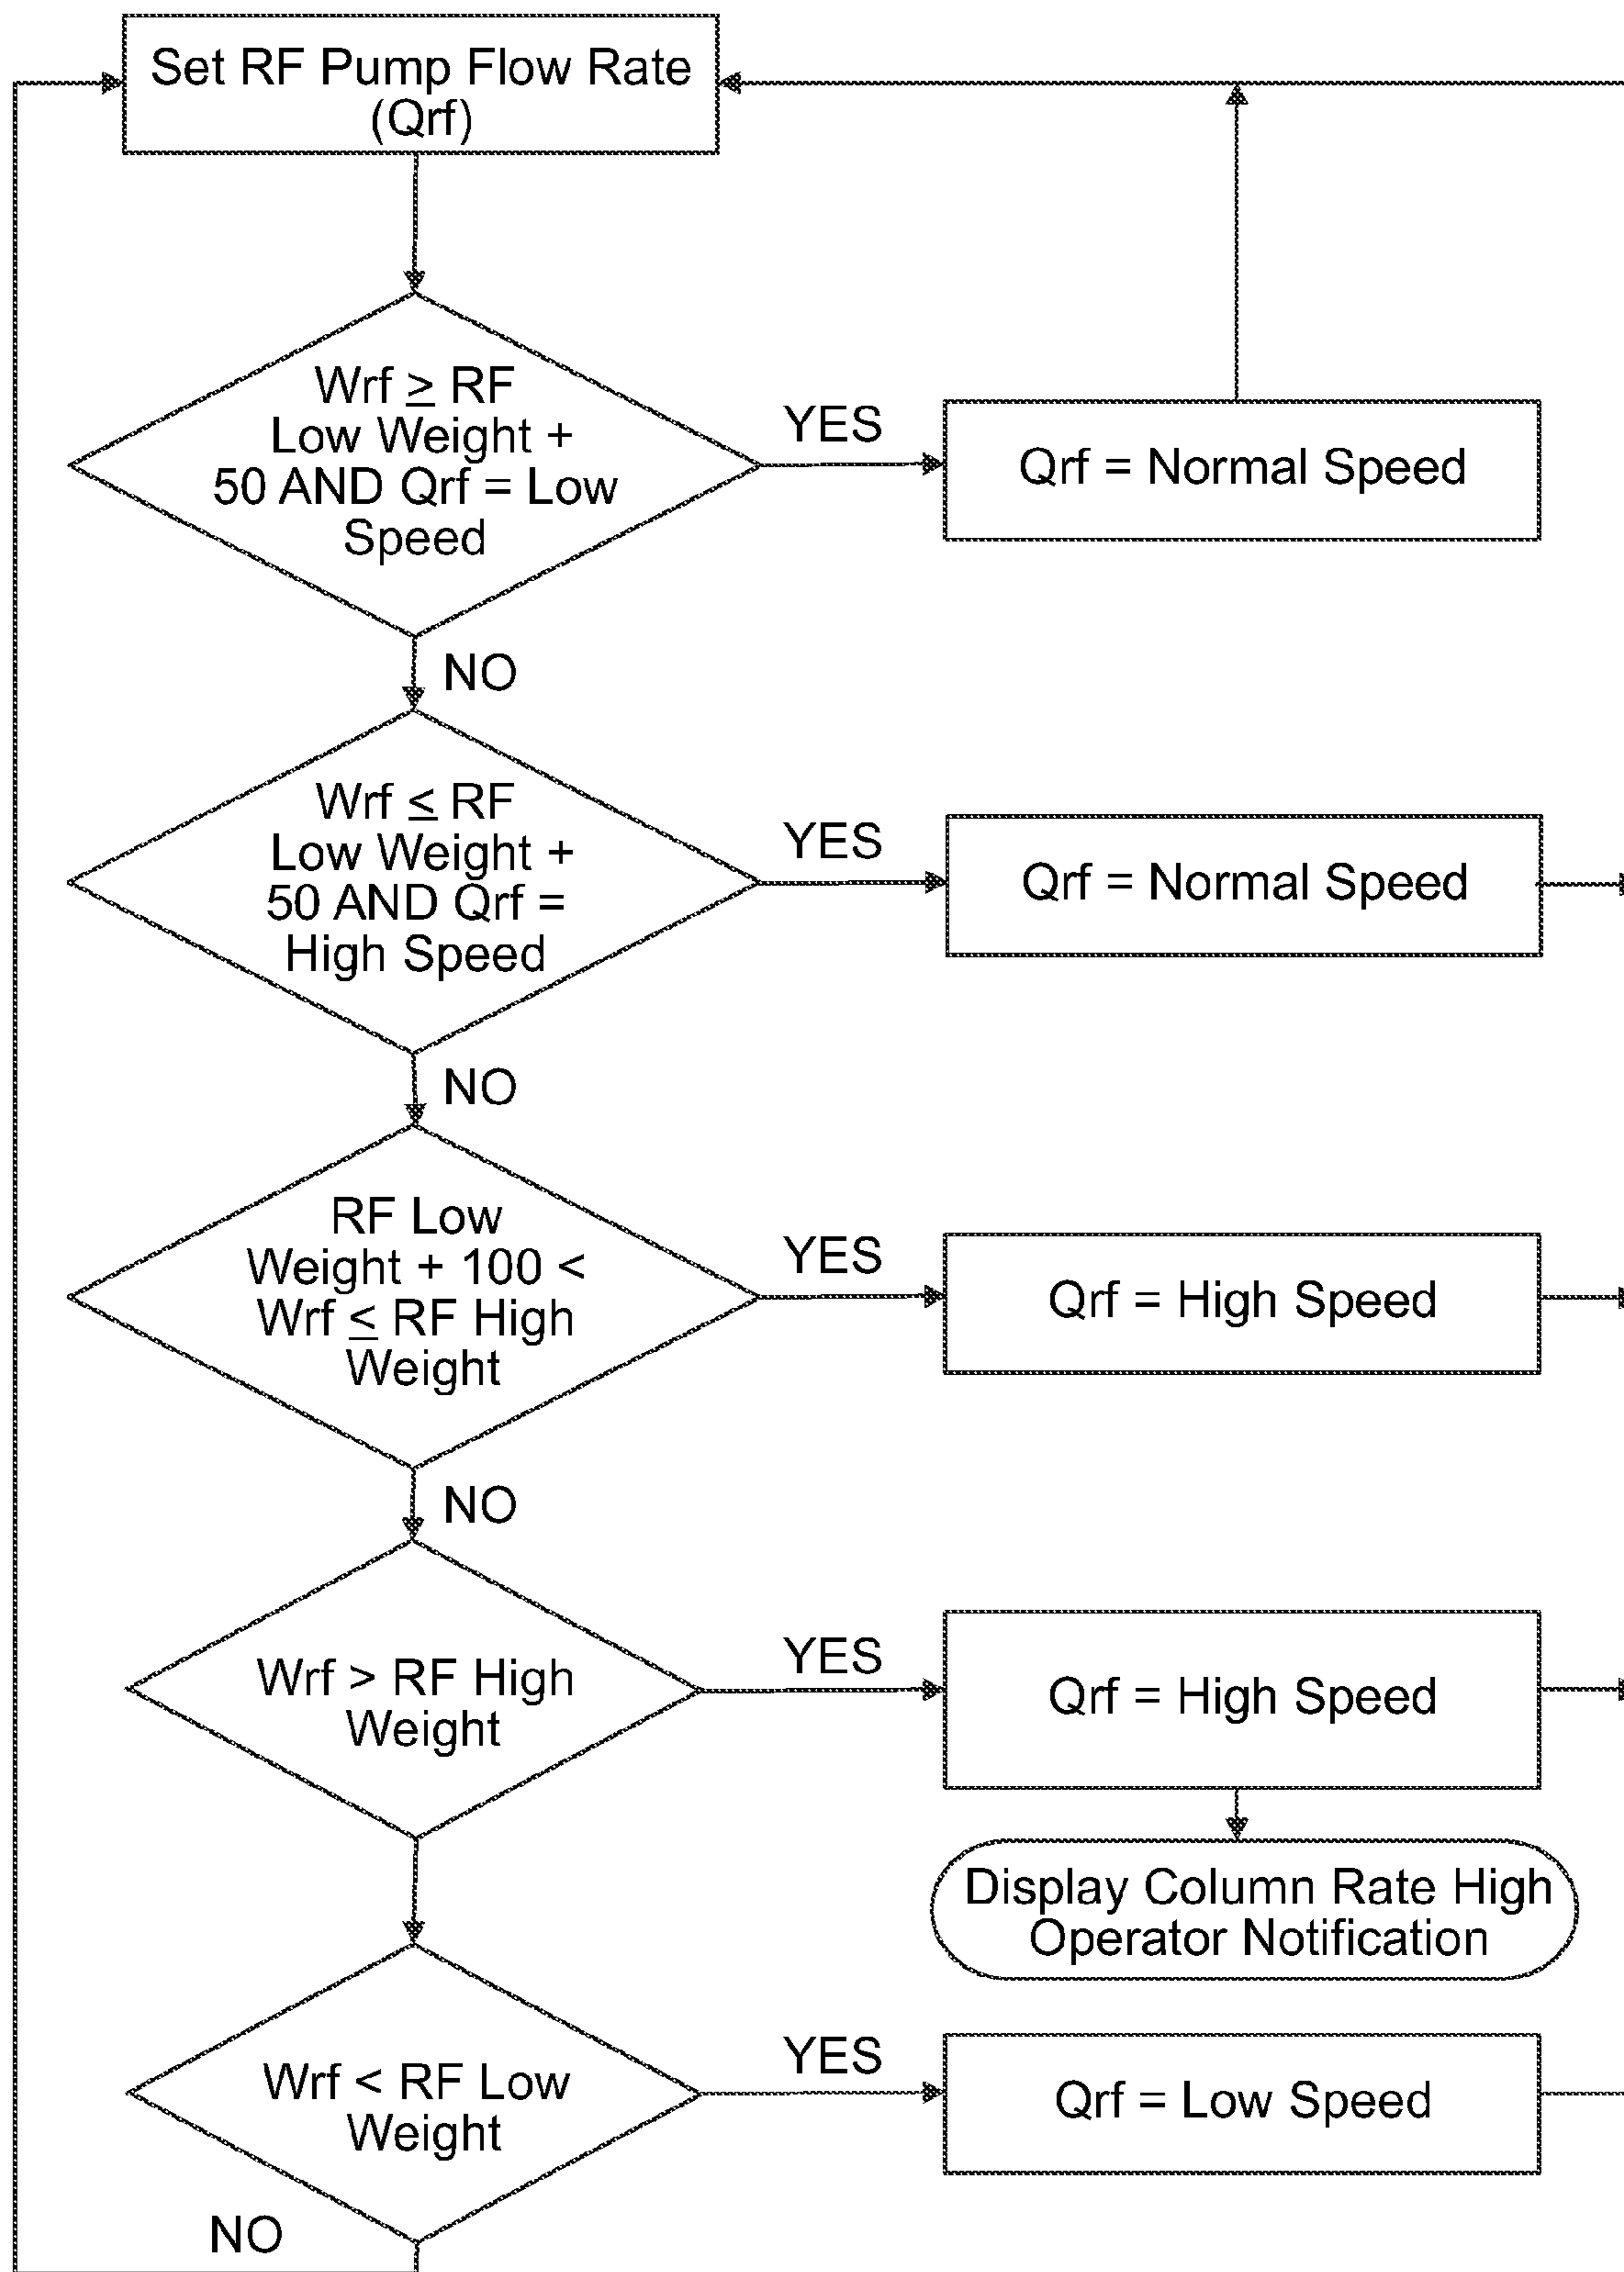 Set RF Pump Flow Rate
(Qrf)
Wrf ≥ RF
Low Weight +
50 AND Qrf = Low
Speed
YES
Qrf = Normal Speed
NO
Wrf ≤ RF
Low Weight +
50 AND Qrf =
High Speed
YES
Qrf = Normal Speed
NO
RF Low
Weight + 100 <
Wrf ≤ RF High
Weight
YES
Qrf = High Speed
NO
Wrf > RF High
Weight
YES
Qrf = High Speed
Display Column Rate High
Operator Notification
Wrf < RF Low
Weight
YES
Qrf = Low Speed
NO